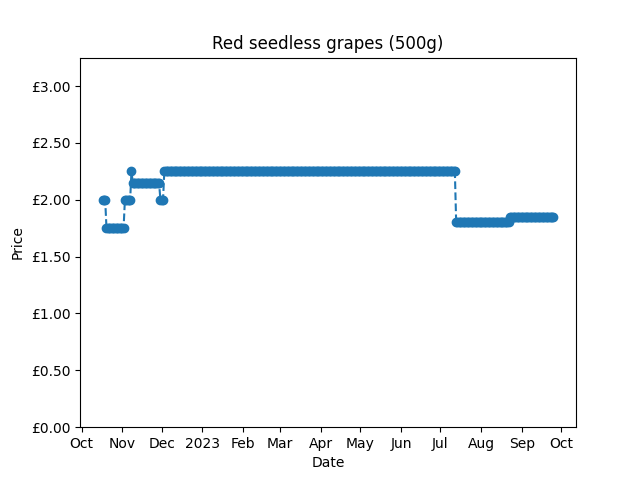 Red seedless grapes (500g)
£3.00
£2.50
£2.00
£1.50
£1.00
£0.50
£0.00
Price
Oct Nov Dec 2023 Feb Mar Apr May Jun Jul Aug Sep Oct
Date